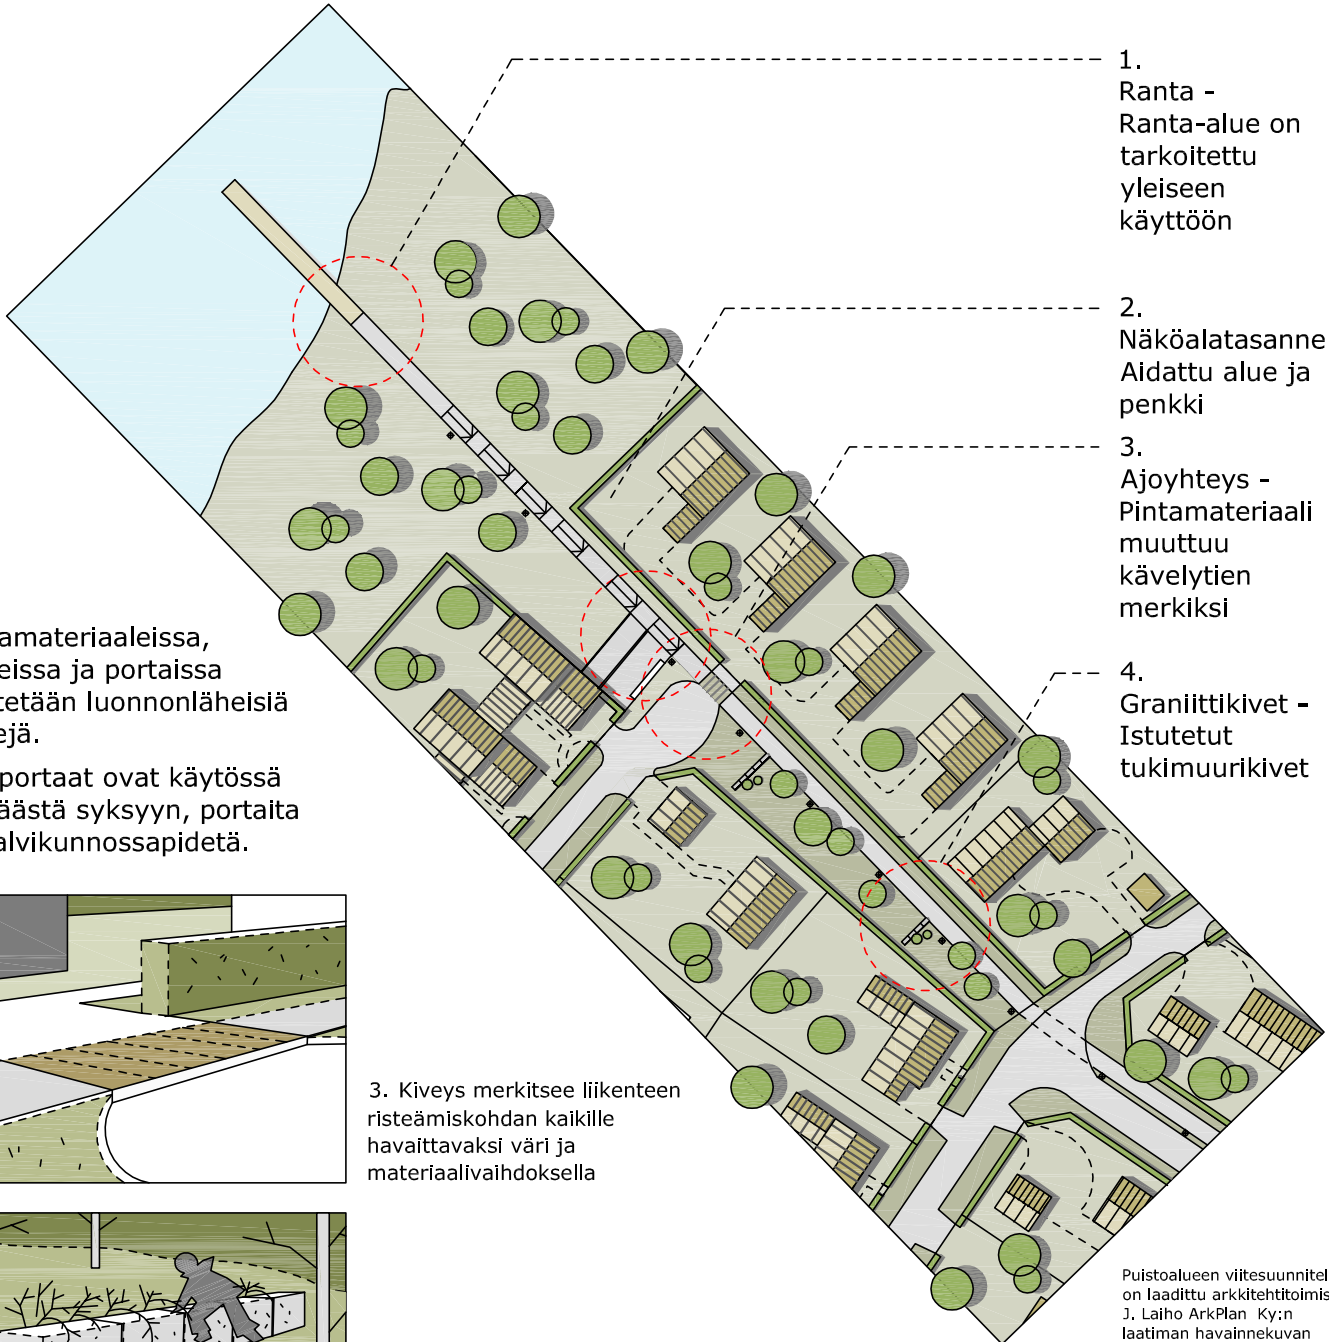 1.
Ranta -
Ranta-alue on
tarkoitettu
yleiseen
käyttöön
2.
Näköalatasanne
Aidattu alue ja
penkki
3.
Ajoyhteys -
Pintamateriaali
muuttuu
kävelytien
merkiksi
4.
Graniittikivet -
Istutetut
tukimuurikivet
amateriaaleissa,
eissa ja portaissa
tetään luonnonläheisiä
ejä.
portaat ovat käytössä
äästä syksyyn, portaita
alvikunnossapidetä.
3. Kiveys merkitsee liikenteen
risteämiskohdan kaikille
havaittavaksi väri ja
materiaalivaihdoksella
Puistoalueen viitesuunnitel
on laadittu arkkitehtitoimis
J. Laiho ArkPlan Ky:n
laatiman havainnekuvan